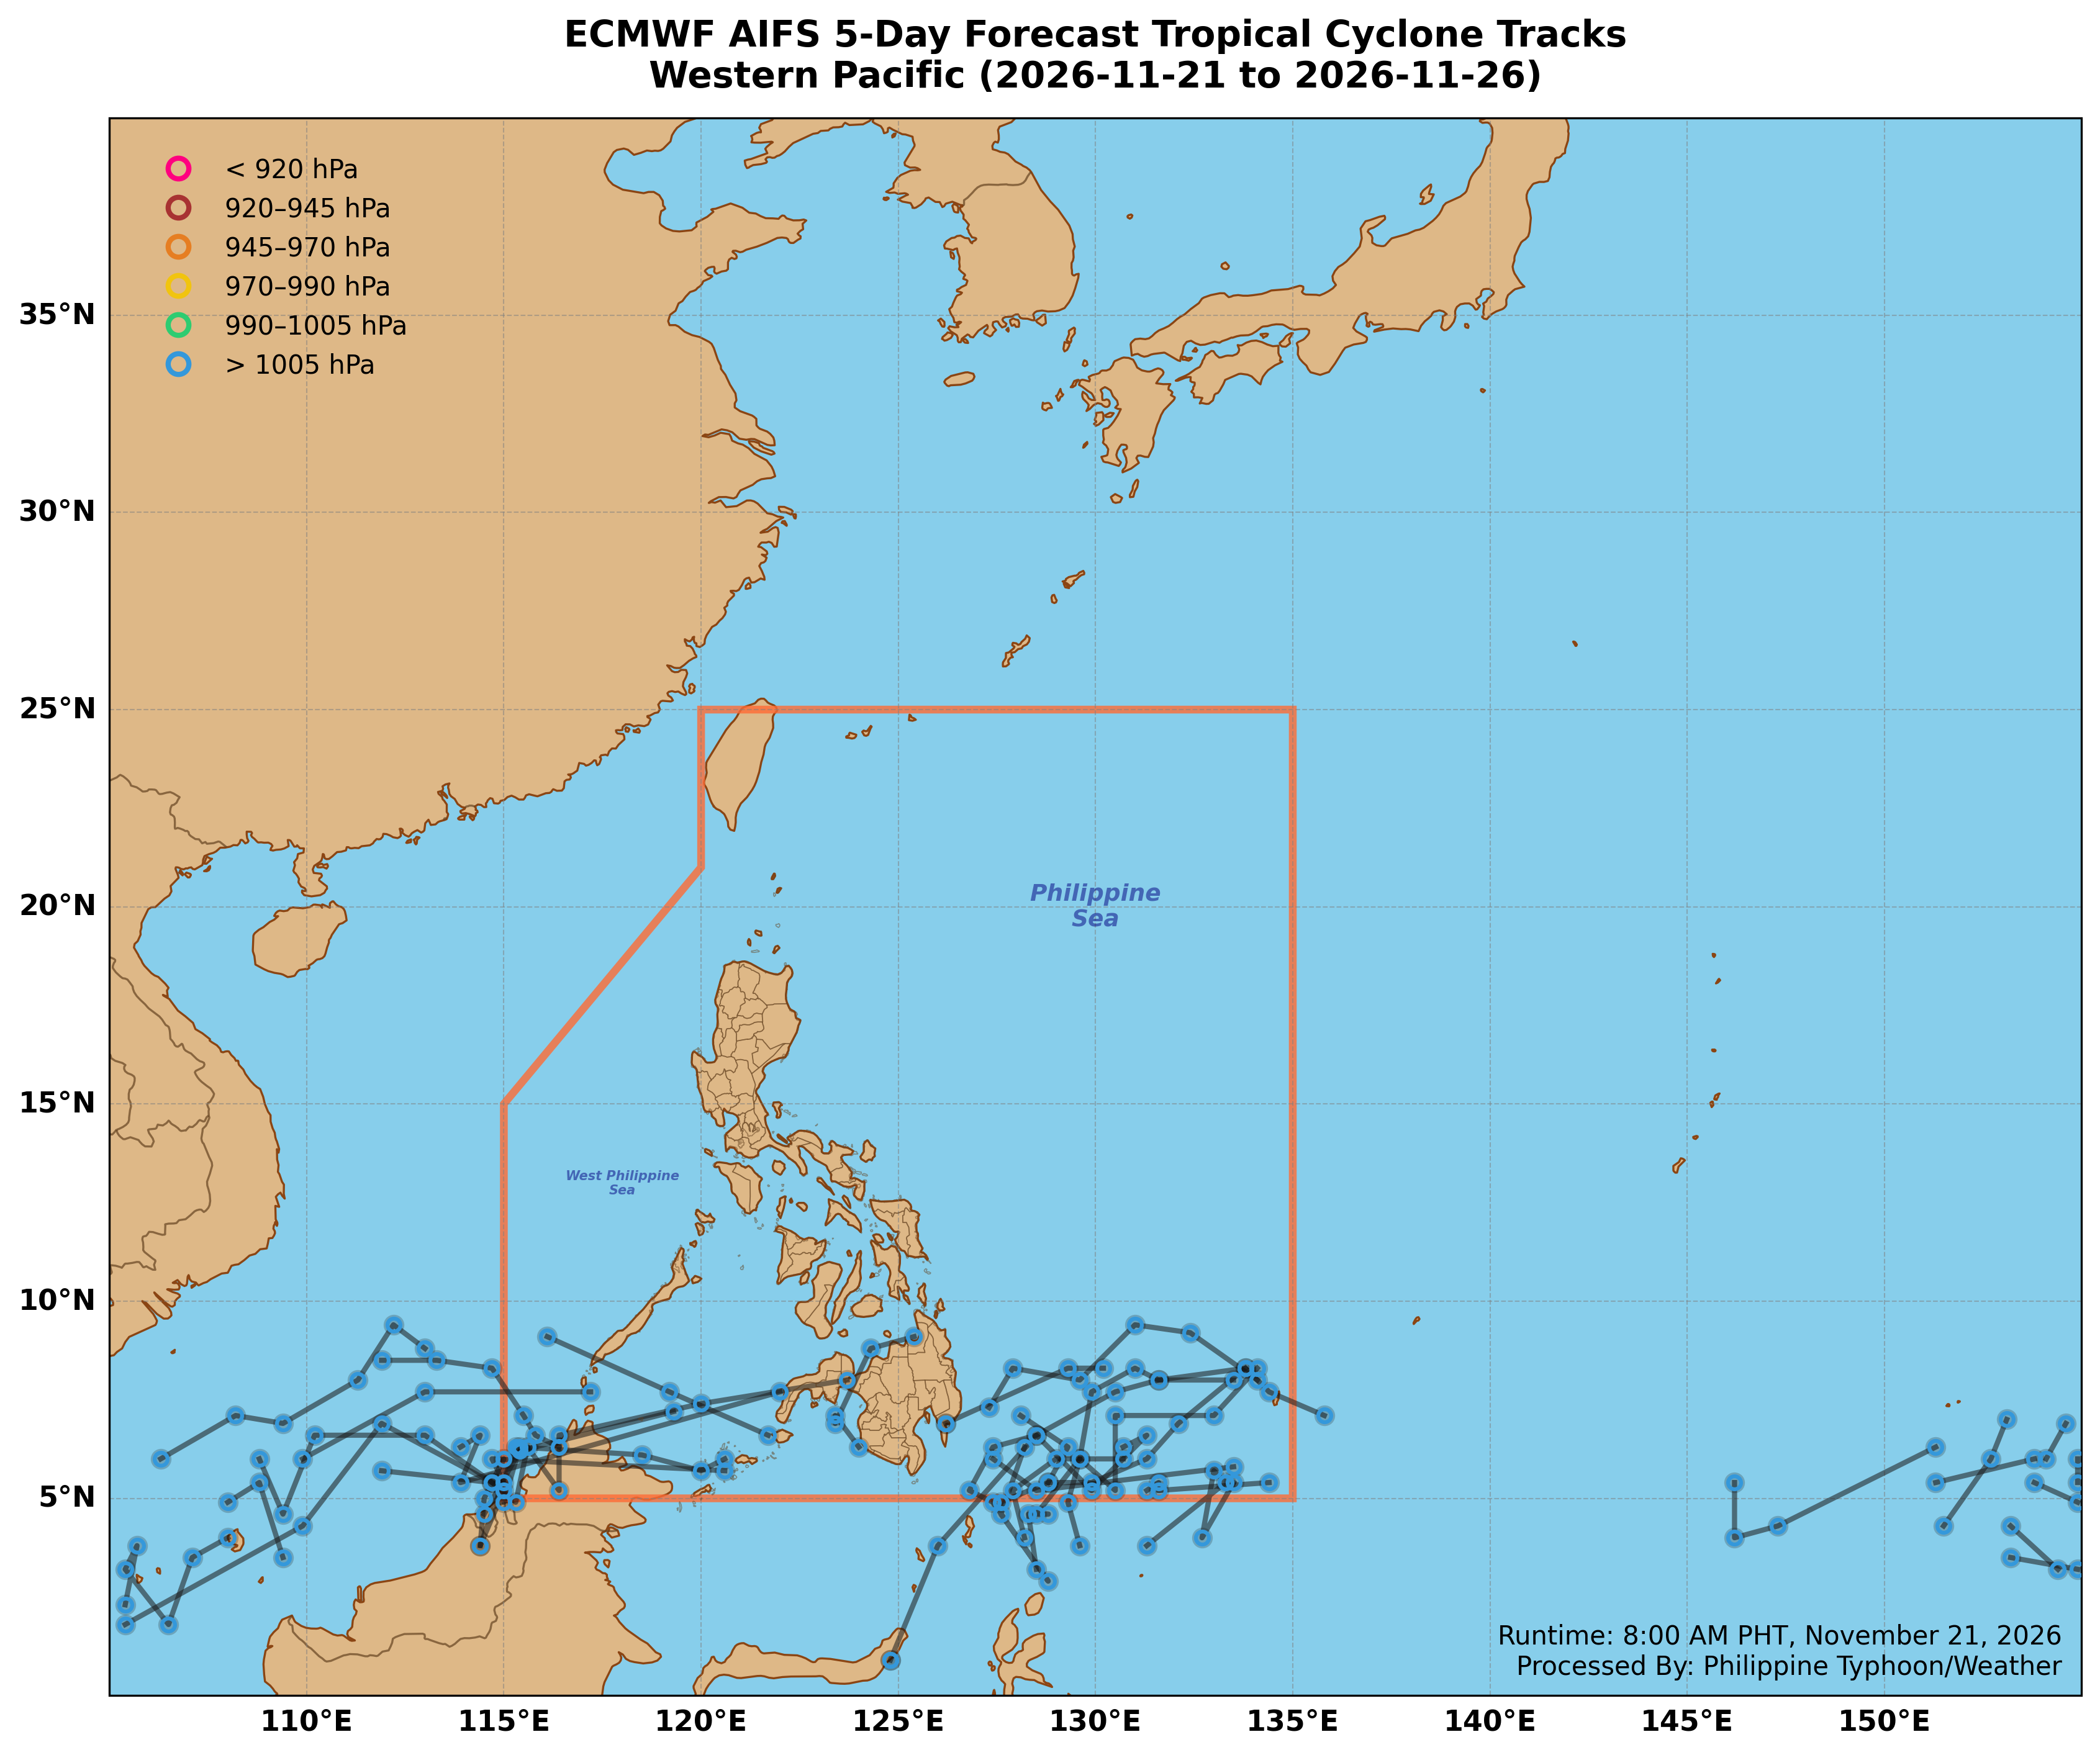 ECMWF AIFS 5-Day Forecast Tropical Cyclone Tracks
Western Pacific (2026-11-21 to 2026-11-26)
< 920 hPa
920–945 hPa
945–970 hPa
970–990 hPa
990–1005 hPa
> 1005 hPa
35°N
30°N
25°N
20°N
15°N
10°N
5°N
Philippine
Sea
West Philippine
Sea
Runtime: 8:00 AM PHT, November 21, 2026
Processed By: Philippine Typhoon/Weather
110°E
115°E
120°E
125°E
130°E
135°E
140°E
145°E
150°E